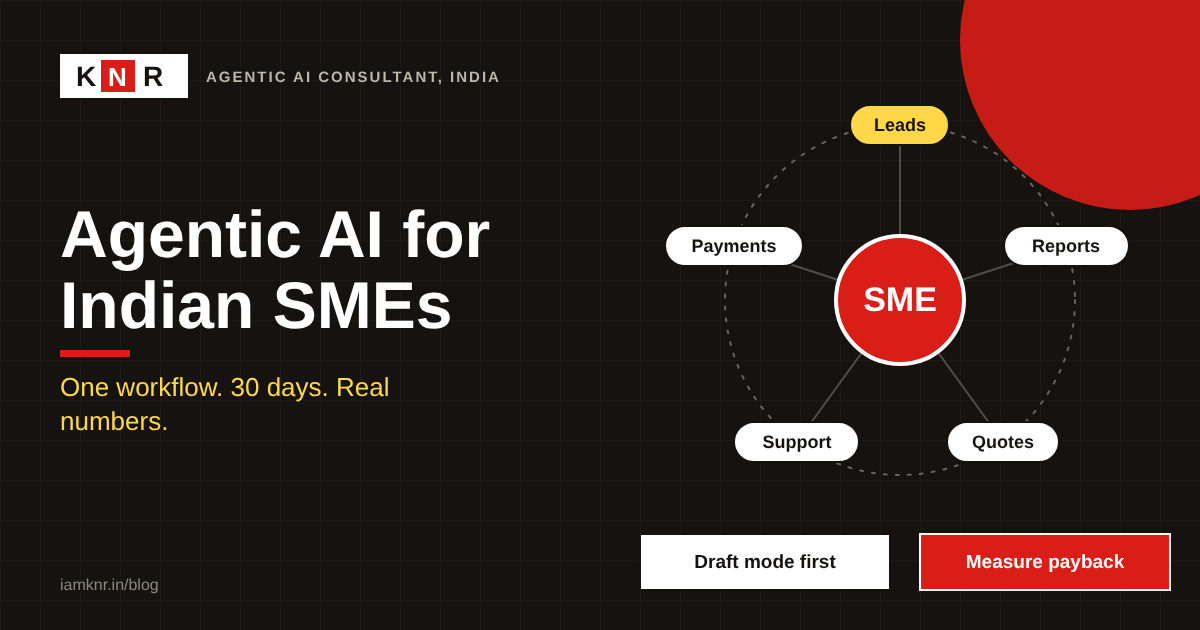 KNR
AGENTIC AI CONSULTANT, INDIA
Agentic AI for
Indian SMEs
One workflow. 30 days. Real
numbers.
Leads
Payments
Reports
SME
Support
Quotes
Draft mode first
Measure payback
iamknr.in/blog